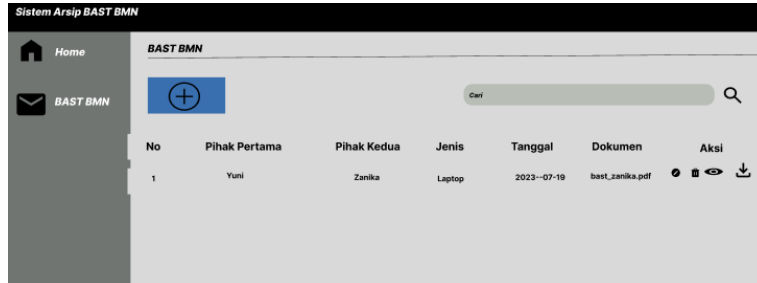 Sistem Arsip BAST BMN
Home
BAST BMN
BAST BMN
Cari
No Pihak Pertama Pihak Kedua Jenis Tanggal Dokumen Aksi
1 Yuni Zanika Laptop 2023--07-19 bast_zanika.pdf